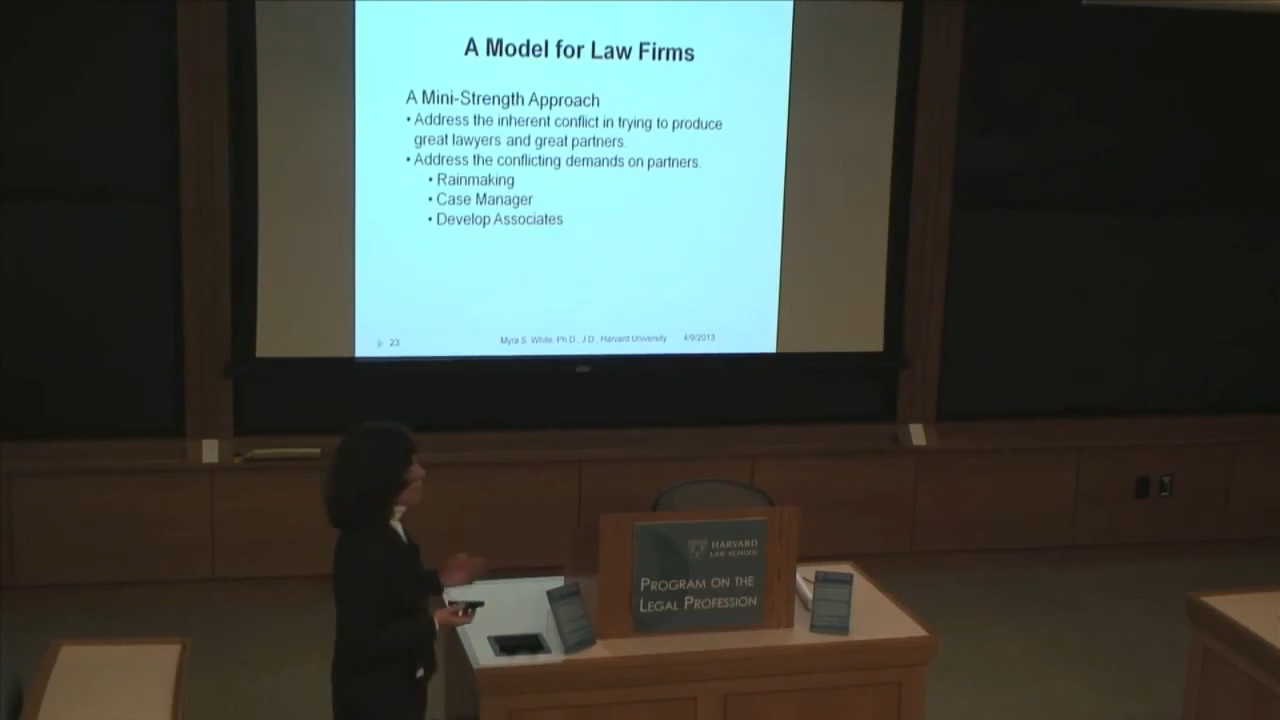 A Model for Law Firms
A Mini-Strength Approach
• Address the inherent conflict in trying to produce
great lawyers and great partners.
• Address the conflicting demands on partners.
• Rainmaking
• Case Manager
• Develop Associates
23
Myra S. White, Ph.D., J.D., Harvard University 4/9/2013
HARVARD
LAW SCHOOL
PROGRAM ON THE
LEGAL PROFESSION